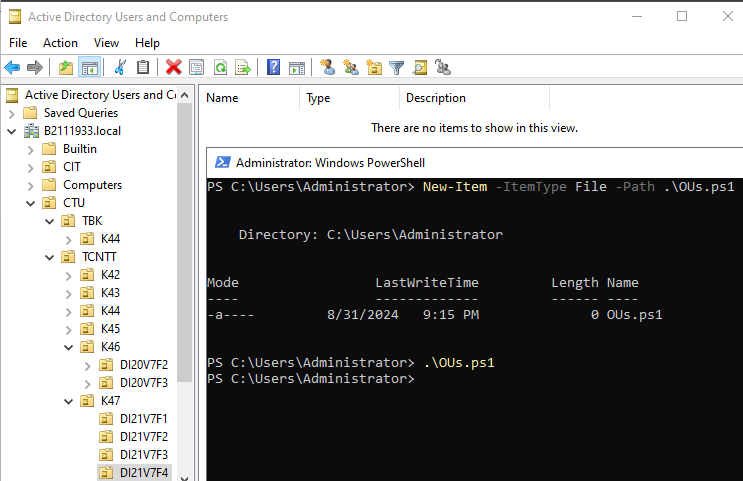 Active Directory Users and Computers
File Action View Help
Active Directory Users and Co
Saved Queries
B2111933.local
Builtin
CIT
Computers
CTU
TBK
K44
TCNTT
K42
K43
K44
K45
K46
DI20V7F2
DI20V7F3
K47
DI21V7F1
DI21V7F2
DI21V7F3
DI21V7F4
Name Type Description
There are no items to show in this view.
Administrator: Windows PowerShell
PS C:\Users\Administrator> New-Item -ItemType File -Path .\OUs.ps1
Directory: C:\Users\Administrator
Mode LastWriteTime Length Name
---- ------------- ------ ----
-a---- 8/31/2024 9:15 PM 0 OUs.ps1
PS C:\Users\Administrator> .\OUs.ps1
PS C:\Users\Administrator>